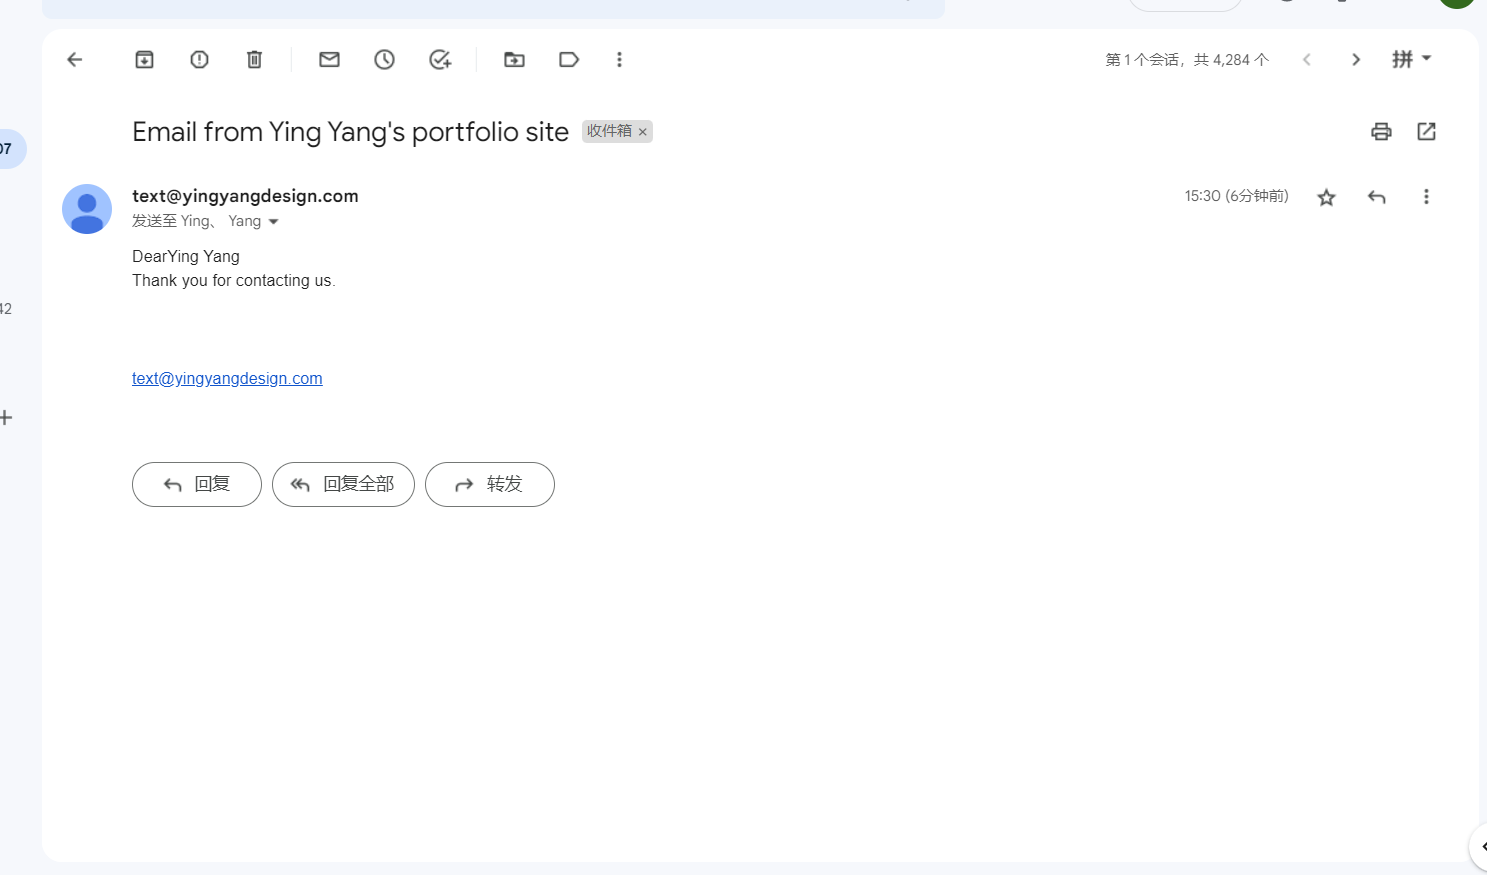 第 1 个会话，共 4,284 个
拼
Email from Ying Yang's portfolio site
收件箱 ×
07
text@yingyangdesign.com
15:30 (6分钟前)
发送至 Ying、 Yang
DearYing Yang
Thank you for contacting us.
42
text@yingyangdesign.com
回复
回复全部
转发